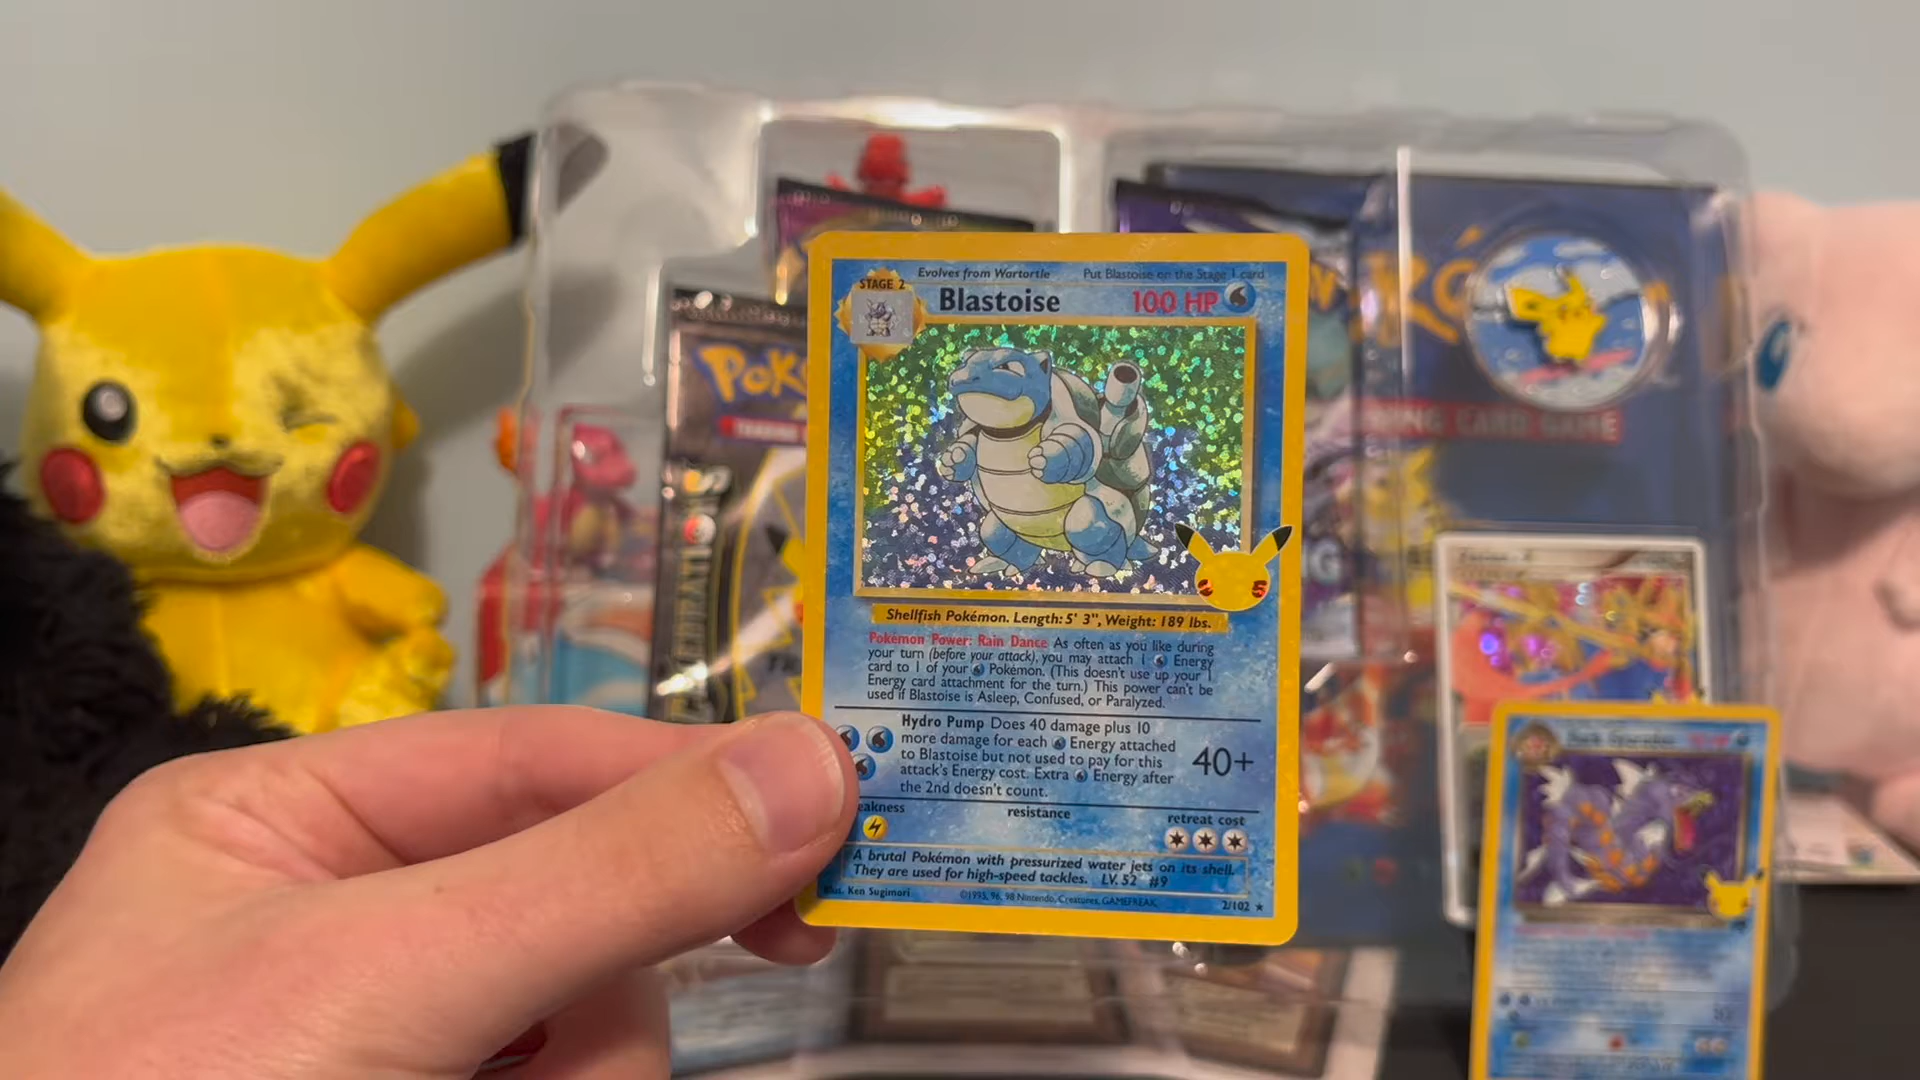 Evolves from Wartortle
Put Blastoise on the Stage 1 card
STAGE 2
Blastoise
100 HP
Shellfish Pokémon. Length: 5' 3", Weight: 189 lbs.
Pokémon Power: Rain Dance As often as you like during
your turn (before your attack), you may attach 1 Energy
card to 1 of your Pokémon. (This doesn't use up your 1
Energy card attachment for the turn.) This power can't be
used if Blastoise is Asleep, Confused, or Paralyzed.
Hydro Pump Does 40 damage plus 10
more damage for each Energy attached
to Blastoise but not used to pay for this
attack's Energy cost. Extra Energy after
the 2nd doesn't count.
40+
eakness
resistance
retreat cost
A brutal Pokémon with pressurized water jets on its shell.
They are used for high-speed tackles. LV. 52 #9
Illus. Ken Sugimori
©1995, 96, 98 Nintendo, Creatures, GAMEFREAK.
2/102
Pok
GENERATIONS
ING CARD GAME